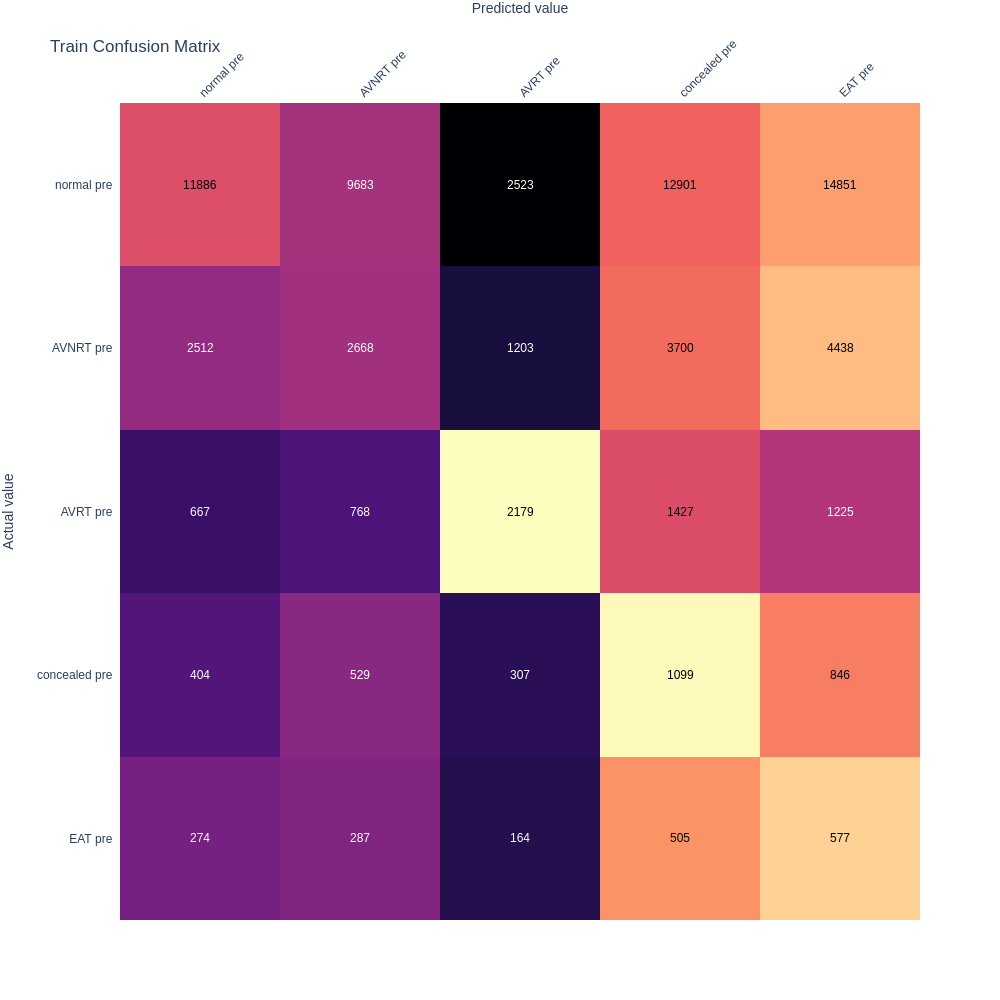 Predicted value
Train Confusion Matrix
normal pre AVNRT pre AVRT pre concealed pre EAT pre
normal pre 11886 9683 2523 12901 14851
AVNRT pre 2512 2668 1203 3700 4438
AVRT pre 667 768 2179 1427 1225
concealed pre 404 529 307 1099 846
EAT pre 274 287 164 505 577
Actual value